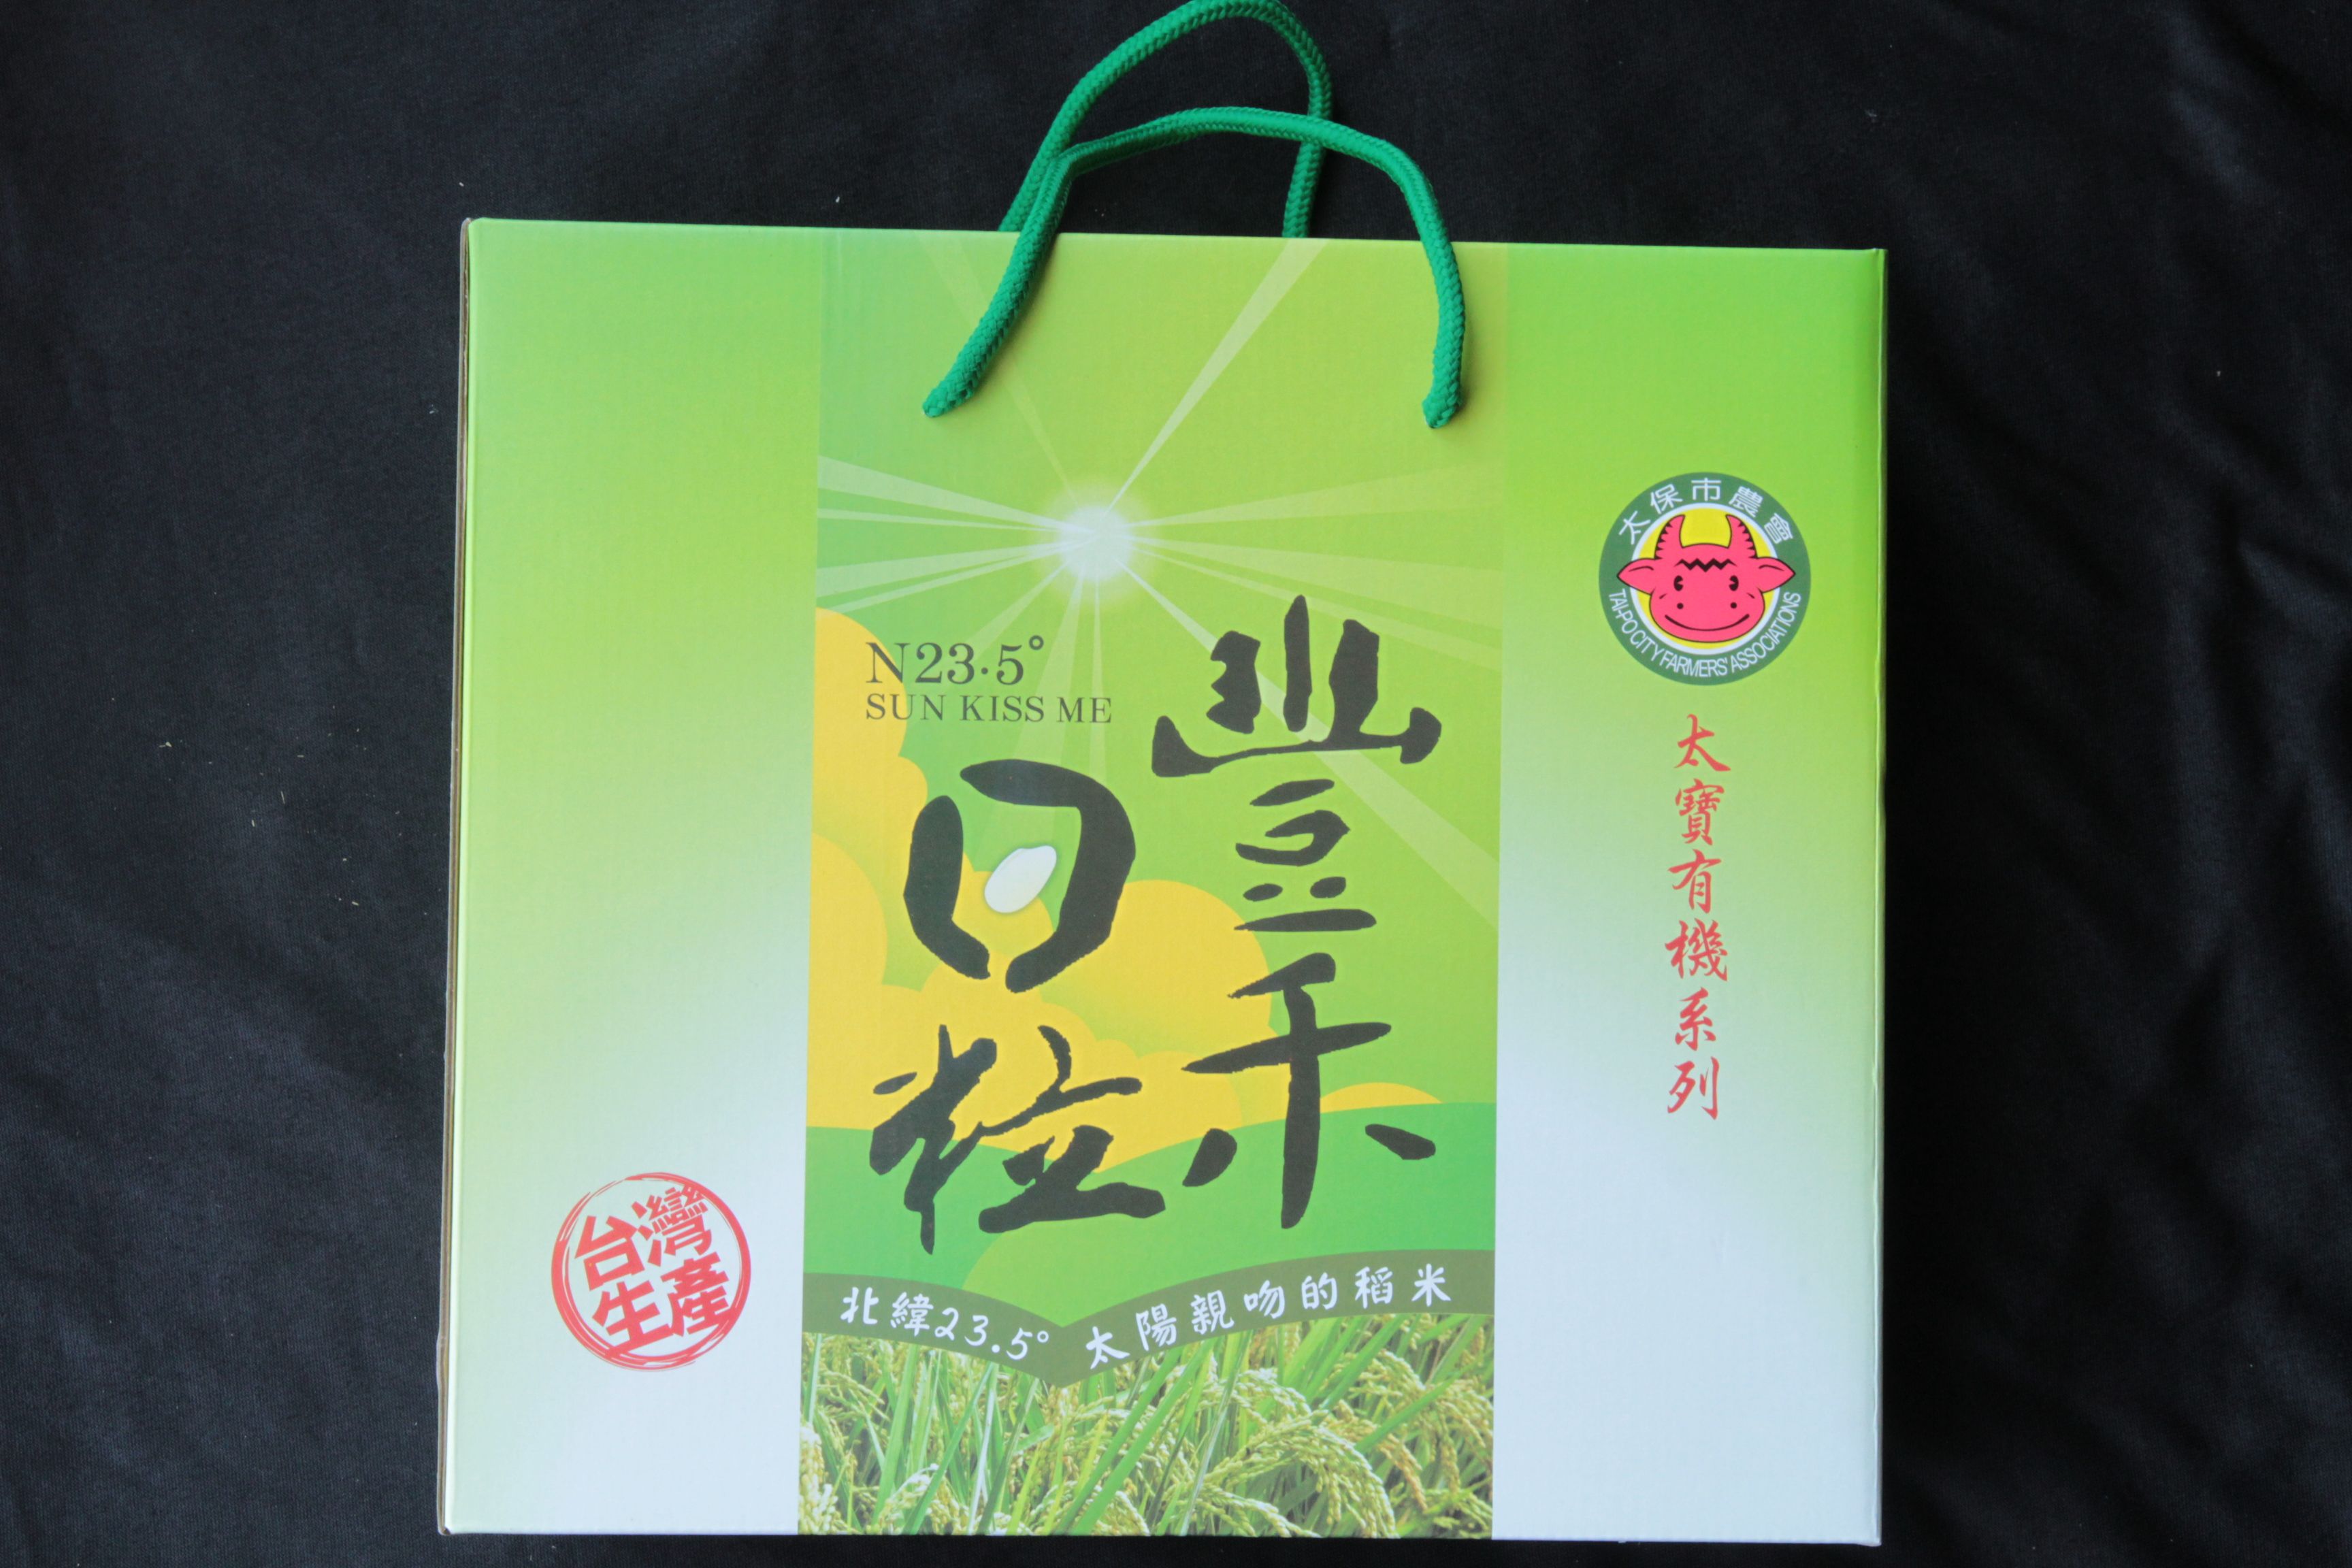 太保市農會
TAI-PO CITY FARMERS' ASSOCIATIONS
太寶有機系列
N23.5°
SUN KISS ME
豐禾
日粒
台灣
生產
北緯23.5° 太陽親吻的稻米